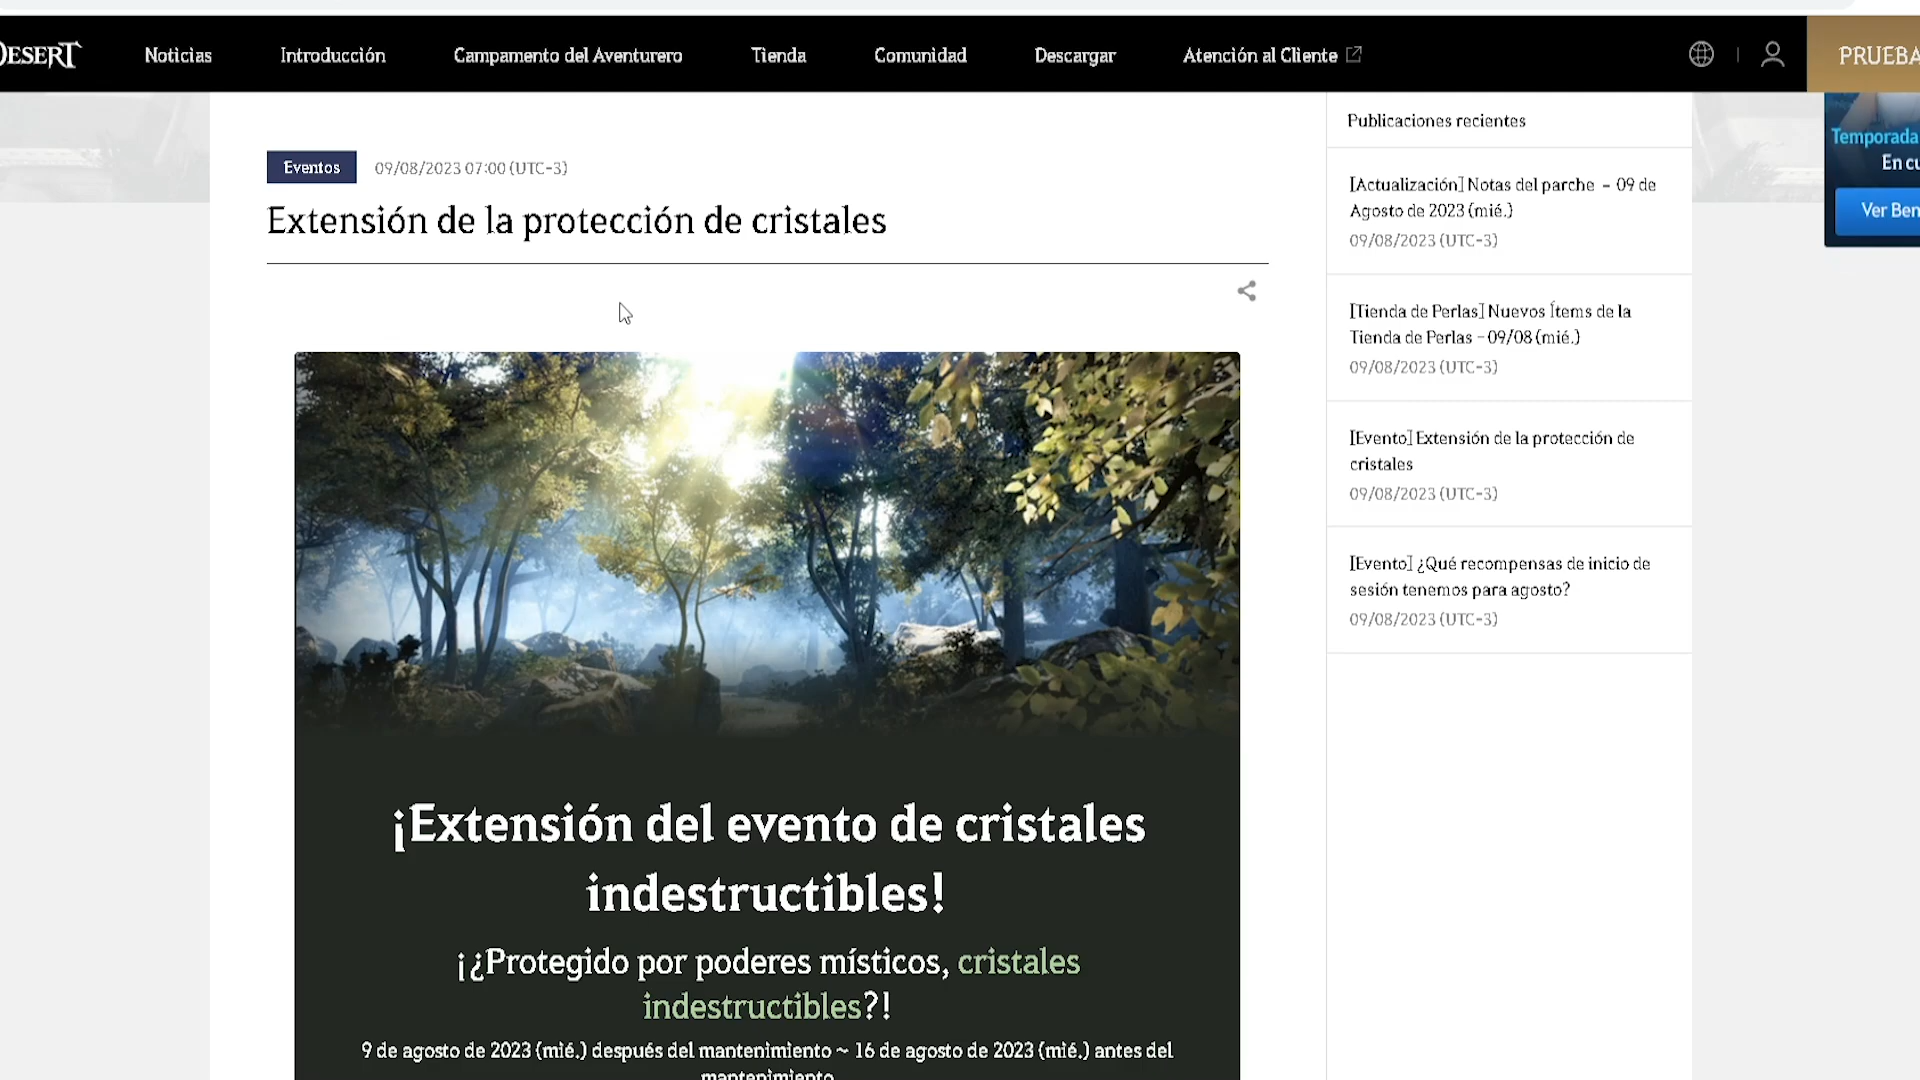 DESERT
Noticias
Introducción
Campamento del Aventurero
Tienda
Comunidad
Descargar
Atención al Cliente
PRUEBA
Eventos
09/08/2023 07:00 (UTC-3)
Extensión de la protección de cristales
¡Extensión del evento de cristales
indestructibles!
¡¿Protegido por poderes místicos, cristales
indestructibles?!
9 de agosto de 2023 (mié.) después del mantenimiento ~ 16 de agosto de 2023 (mié.) antes del
mantenimiento
Publicaciones recientes
[Actualización] Notas del parche - 09 de
Agosto de 2023 (mié.)
09/08/2023 (UTC-3)
[Tienda de Perlas] Nuevos Ítems de la
Tienda de Perlas - 09/08 (mié.)
09/08/2023 (UTC-3)
[Evento] Extensión de la protección de
cristales
09/08/2023 (UTC-3)
[Evento] ¿Qué recompensas de inicio de
sesión tenemos para agosto?
09/08/2023 (UTC-3)
Temporada
En cu
Ver Ben